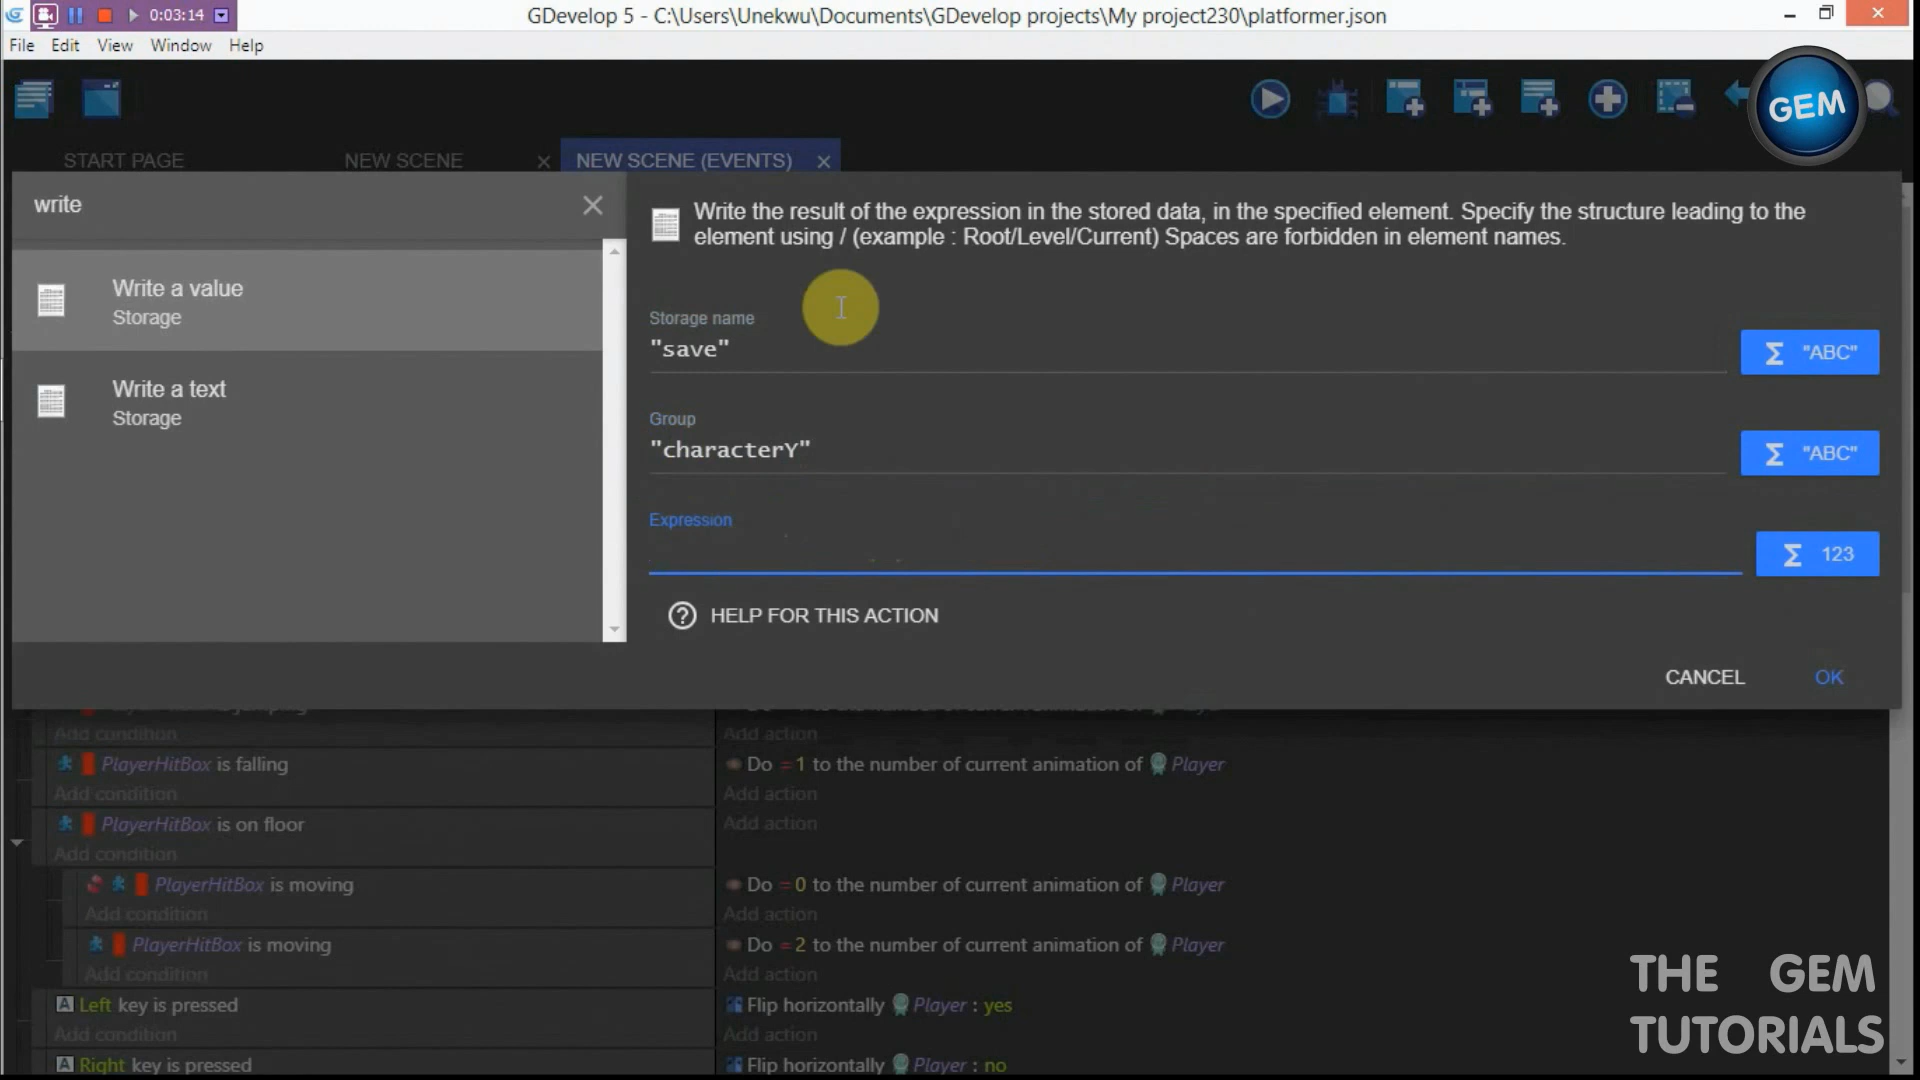 0:03:14
GDevelop 5 - C:\Users\Unekwu\Documents\GDevelop projects\My project230\platformer.json
File Edit View Window Help
GEM
START PAGE
NEW SCENE
NEW SCENE (EVENTS)
write
Write the result of the expression in the stored data, in the specified element. Specify the structure leading to the
element using / (example : Root/Level/Current) Spaces are forbidden in element names.
Write a value
Storage
Write a text
Storage
Storage name
"save"
Σ "ABC"
Group
"characterY"
Σ "ABC"
Expression
Σ 123
HELP FOR THIS ACTION
CANCEL
OK
Add condition
Add action
PlayerHitBox is falling
Do =1 to the number of current animation of Player
Add condition
Add action
PlayerHitBox is on floor
Add action
Add condition
PlayerHitBox is moving
Do =0 to the number of current animation of Player
Add condition
Add action
PlayerHitBox is moving
Do =2 to the number of current animation of Player
Add condition
Add action
A Left key is pressed
Flip horizontally Player : yes
Add condition
Add action
A Right key is pressed
Flip horizontally Player : no
THE GEM
TUTORIALS